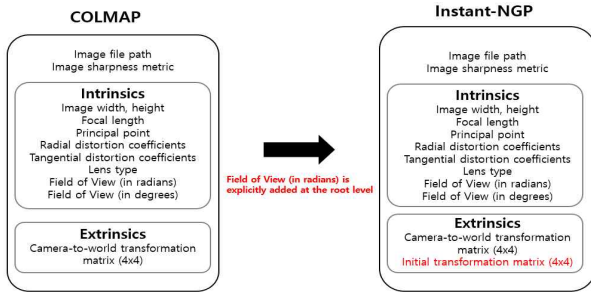 COLMAP
Image file path
Image sharpness metric
Intrinsics
Image width, height
Focal length
Principal point
Radial distortion coefficients
Tangential distortion coefficients
Lens type
Field of View (in radians)
Field of View (in degrees)
Extrinsics
Camera-to-world transformation
matrix (4x4)
Field of View (in radians) is
explicitly added at the root level
Instant-NGP
Image file path
Image sharpness metric
Intrinsics
Image width, height
Focal length
Principal point
Radial distortion coefficients
Tangential distortion coefficients
Lens type
Field of View (in radians)
Field of View (in degrees)
Extrinsics
Camera-to-world transformation
matrix (4x4)
Initial transformation matrix (4x4)